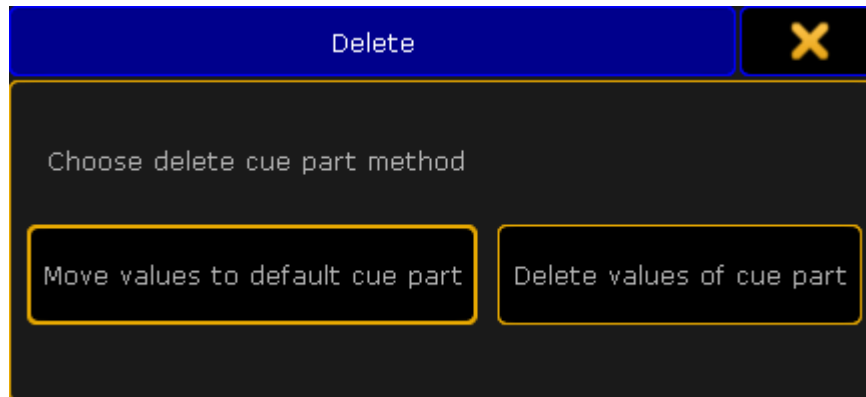 Delete
Choose delete cue part method
Move values to default cue part
Delete values of cue part